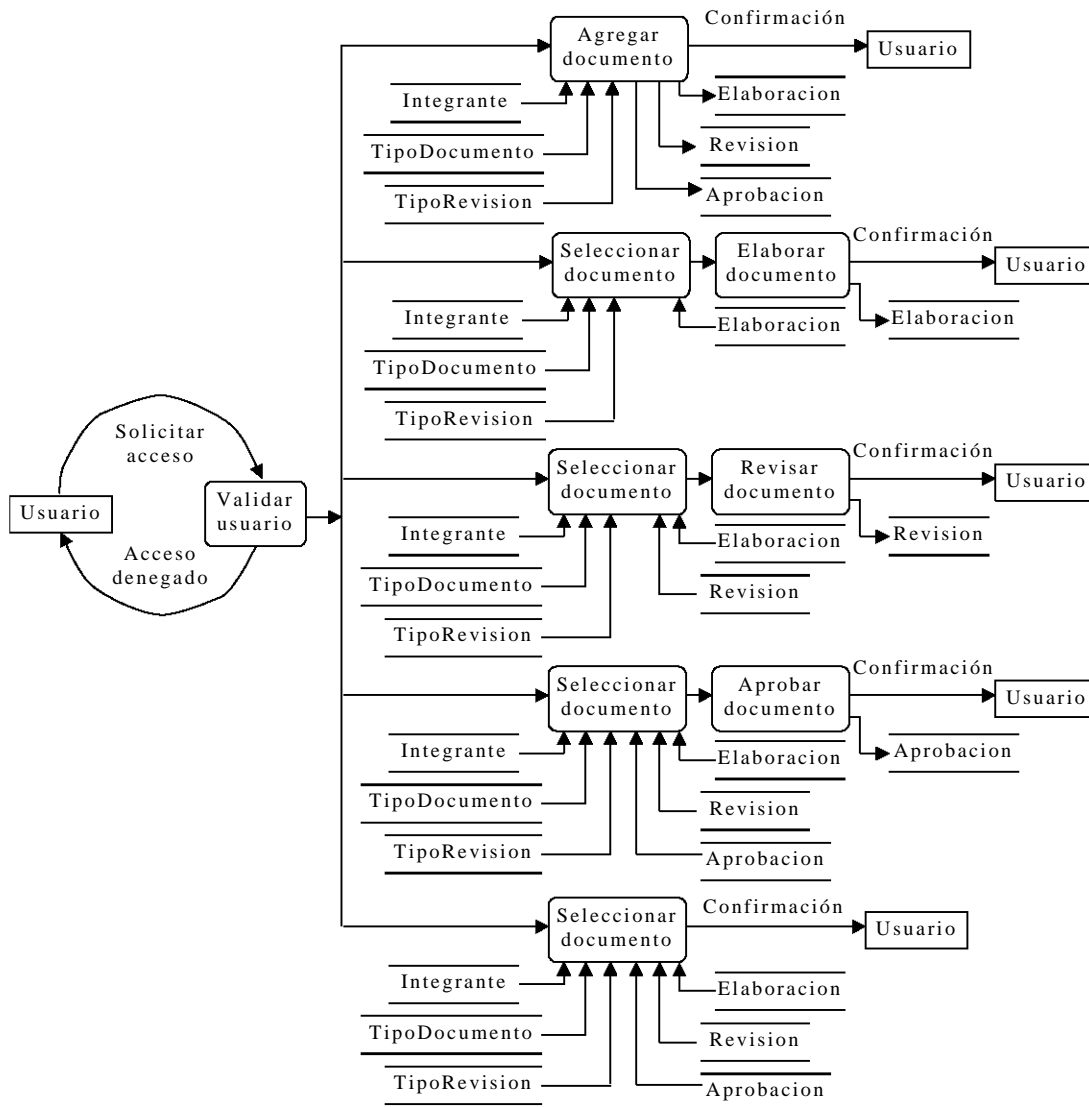 Confirmación
Agregar
documento
Usuario
Integrante
Elaboracion
TipoDocumento
Revision
TipoRevision
Aprobacion
Confirmación
Seleccionar
documento
Elaborar
documento
Usuario
Integrante
Elaboracion
Elaboracion
TipoDocumento
TipoRevision
Solicitar
acceso
Usuario
Validar
usuario
Acceso
denegado
Confirmación
Seleccionar
documento
Revisar
documento
Usuario
Integrante
Elaboracion
Revision
TipoDocumento
Revision
TipoRevision
Confirmación
Seleccionar
documento
Aprobar
documento
Usuario
Integrante
Elaboracion
Aprobacion
TipoDocumento
Revision
TipoRevision
Aprobacion
Confirmación
Seleccionar
documento
Usuario
Integrante
Elaboracion
TipoDocumento
Revision
TipoRevision
Aprobacion